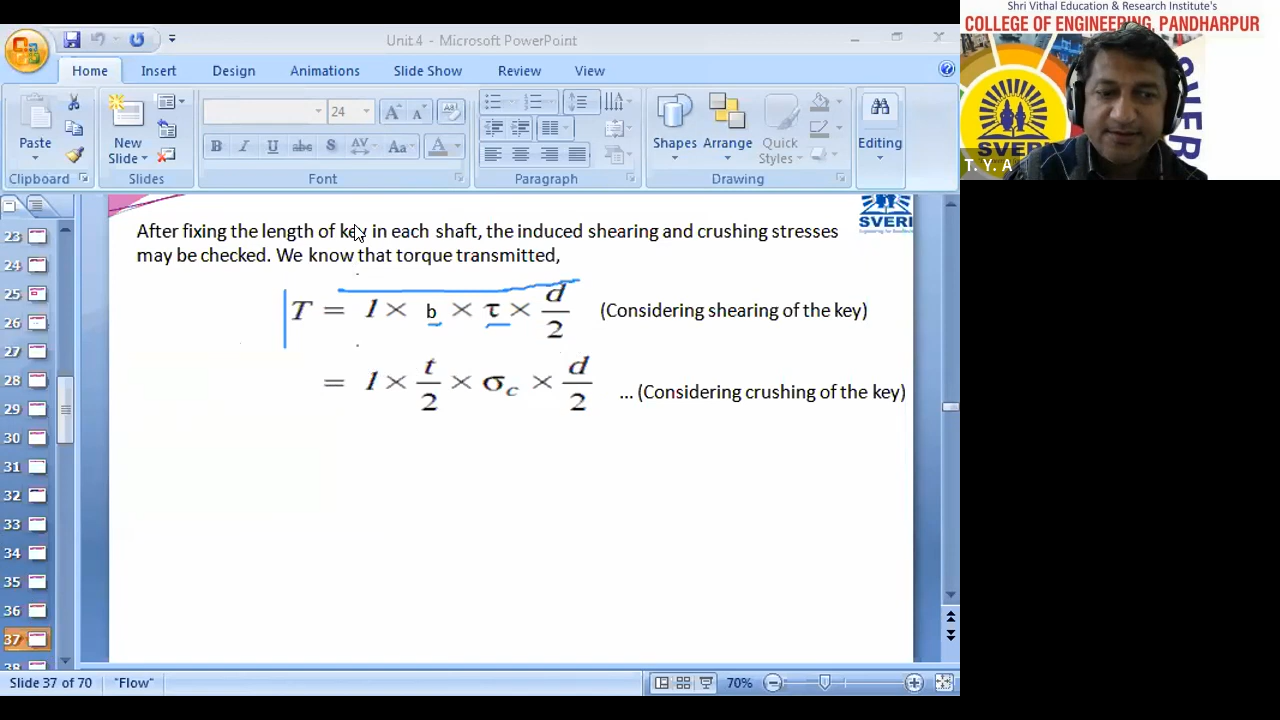 Shri Vithal Education & Research Institute's
COLLEGE OF ENGINEERING, PANDHARPUR
Unit.4 - Microsoft PowerPoint
Home Insert Design Animations Slide Show Review View
24
Paste
New Slide
Shapes Arrange Quick Styles
Editing
Clipboard Slides Font Paragraph Drawing
SVERI
T. Y. A
SVERI
After fixing the length of key in each shaft, the induced shearing and crushing stresses
may be checked. We know that torque transmitted,
T = l × b × τ × d/2 (Considering shearing of the key)
= l × t/2 × σc × d/2 ... (Considering crushing of the key)
23
24
25
26
27
28
29
30
31
32
33
34
35
36
37
38
Slide 37 of 70 "Flow" 70%